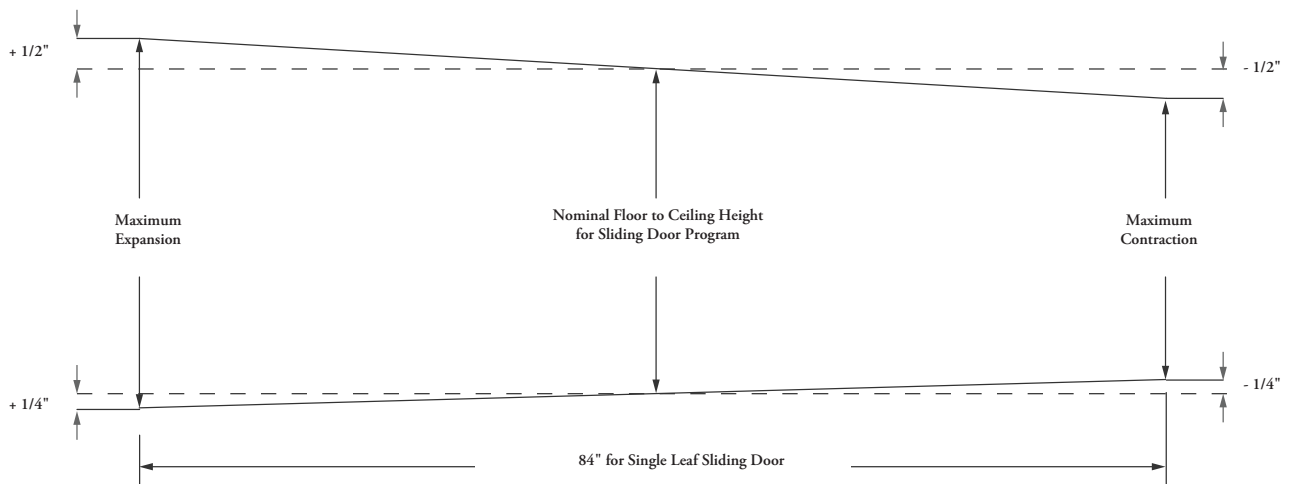 + 1/2"
- 1/2"
Maximum
Expansion
Nominal Floor to Ceiling Height
for Sliding Door Program
Maximum
Contraction
+ 1/4"
- 1/4"
84" for Single Leaf Sliding Door